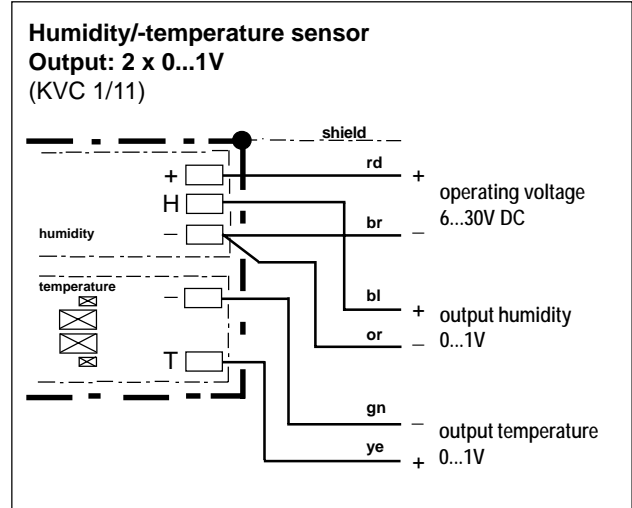 Humidity/-temperature sensor
Output: 2 x 0...1V
(KVC 1/11)
shield
rd
+
+
operating voltage
6...30V DC
H
humidity
–
br
–
temperature
–
bl
+
output humidity
0...1V
or
–
T
gn
–
output temperature
0...1V
ye
+